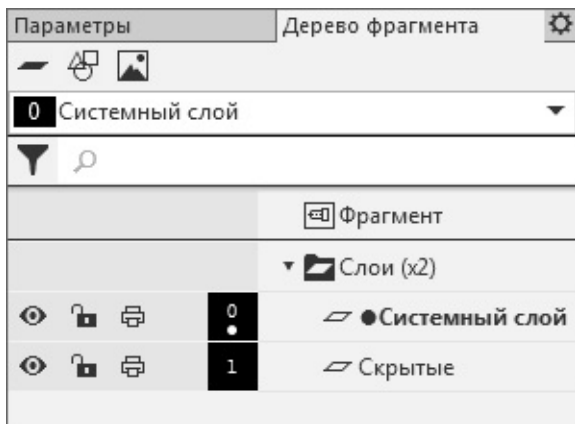 Параметры Дерево фрагмента
0 Системный слой
Фрагмент
Слои (x2)
0 Системный слой
1 Скрытые